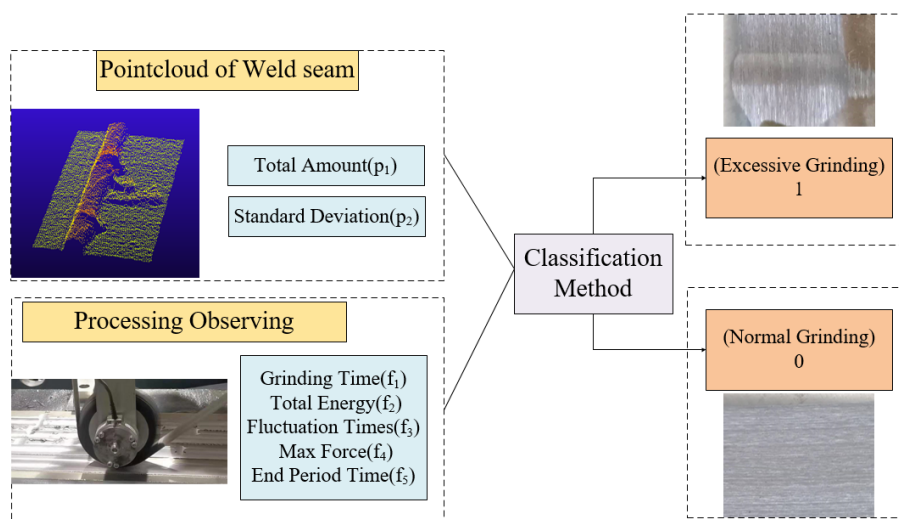 Pointcloud of Weld seam
Total Amount(p₁)
Standard Deviation(p₂)
Processing Observing
Grinding Time(f₁)
Total Energy(f₂)
Fluctuation Times(f₃)
Max Force(f₄)
End Period Time(f₅)
Classification
Method
(Excessive Grinding)
1
(Normal Grinding)
0